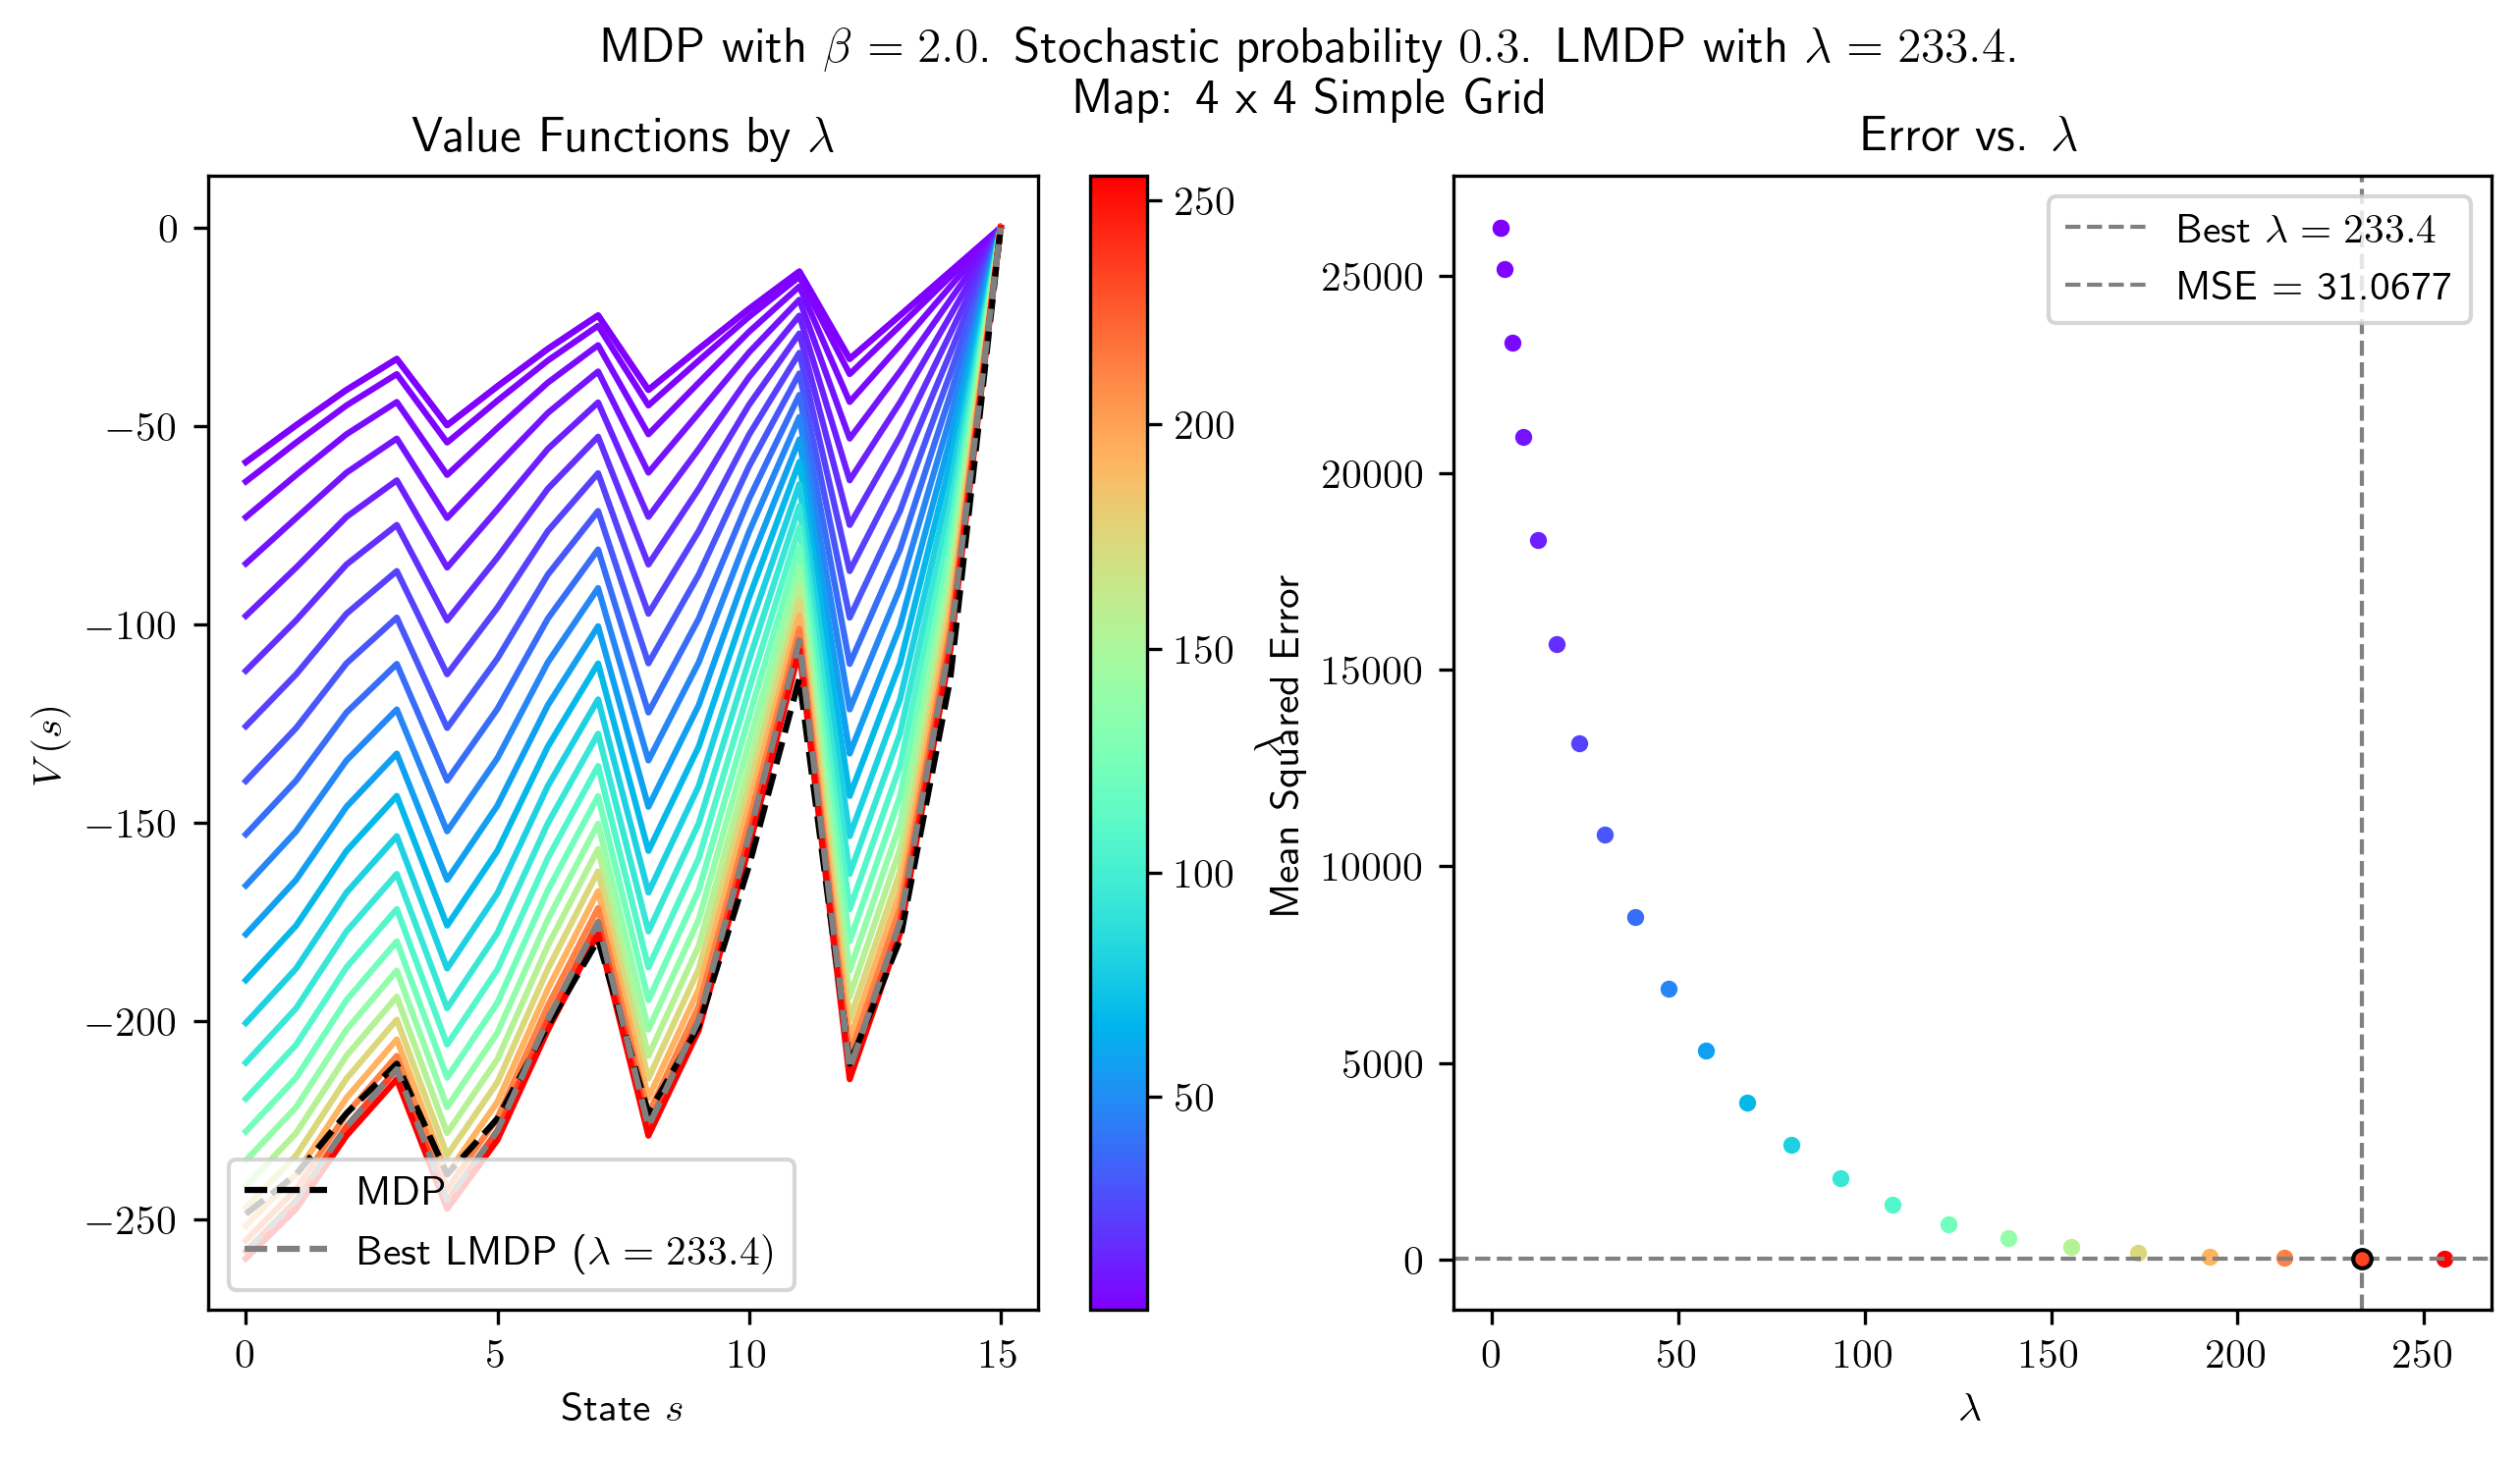 MDP with β = 2.0. Stochastic probability 0.3. LMDP with λ = 233.4.
Map: 4 x 4 Simple Grid
Value Functions by λ
0
−50
−100
−150
−200
−250
V(s)
0 5 10 15
State s
MDP
Best LMDP (λ = 233.4)
250
200
150
100
50
λ
Error vs. λ
Mean Squared Error
25000
20000
15000
10000
5000
0
0 50 100 150 200 250
λ
Best λ = 233.4
MSE = 31.0677